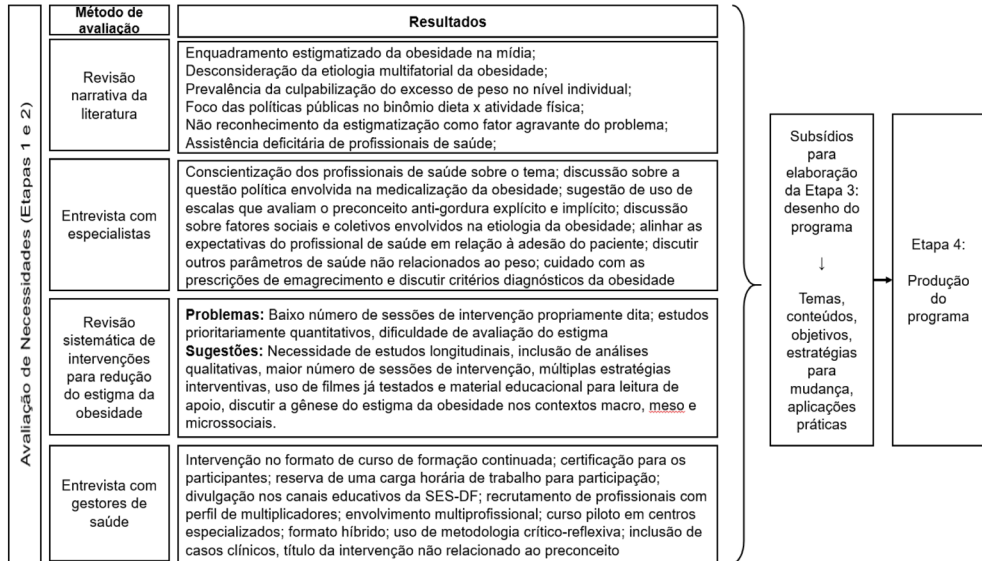 Avaliação de Necessidades (Etapas 1 e 2)
Método de
avaliação
Resultados
Revisão
narrativa da
literatura
Enquadramento estigmatizado da obesidade na mídia;
Desconsideração da etiologia multifatorial da obesidade;
Prevalência da culpabilização do excesso de peso no nível individual;
Foco das políticas públicas no binômio dieta x atividade física;
Não reconhecimento da estigmatização como fator agravante do problema;
Assistência deficitária de profissionais de saúde;
Entrevista com
especialistas
Conscientização dos profissionais de saúde sobre o tema; discussão sobre a
questão política envolvida na medicalização da obesidade; sugestão de uso de
escalas que avaliam o preconceito anti-gordura explícito e implícito; discussão
sobre fatores sociais e coletivos envolvidos na etiologia da obesidade; alinhar as
expectativas do profissional de saúde em relação à adesão do paciente; discutir
outros parâmetros de saúde não relacionados ao peso; cuidado com as
prescrições de emagrecimento e discutir critérios diagnósticos da obesidade
Revisão
sistemática de
intervenções
para redução
do estigma da
obesidade
Problemas: Baixo número de sessões de intervenção propriamente dita; estudos
prioritariamente quantitativos, dificuldade de avaliação do estigma
Sugestões: Necessidade de estudos longitudinais, inclusão de análises
qualitativas, maior número de sessões de intervenção, múltiplas estratégias
interventivas, uso de filmes já testados e material educacional para leitura de
apoio, discutir a gênese do estigma da obesidade nos contextos macro, meso e
microssociais.
Entrevista com
gestores de
saúde
Intervenção no formato de curso de formação continuada; certificação para os
participantes; reserva de uma carga horária de trabalho para participação;
divulgação nos canais educativos da SES-DF; recrutamento de profissionais com
perfil de multiplicadores; envolvimento multiprofissional; curso piloto em centros
especializados; formato híbrido; uso de metodologia crítico-reflexiva; inclusão de
casos clínicos, título da intervenção não relacionado ao preconceito
Subsídios
para
elaboração
da Etapa 3:
desenho do
programa
↓
Temas,
conteúdos,
objetivos,
estratégias
para
mudança,
aplicações
práticas
Etapa 4:
Produção
do
programa